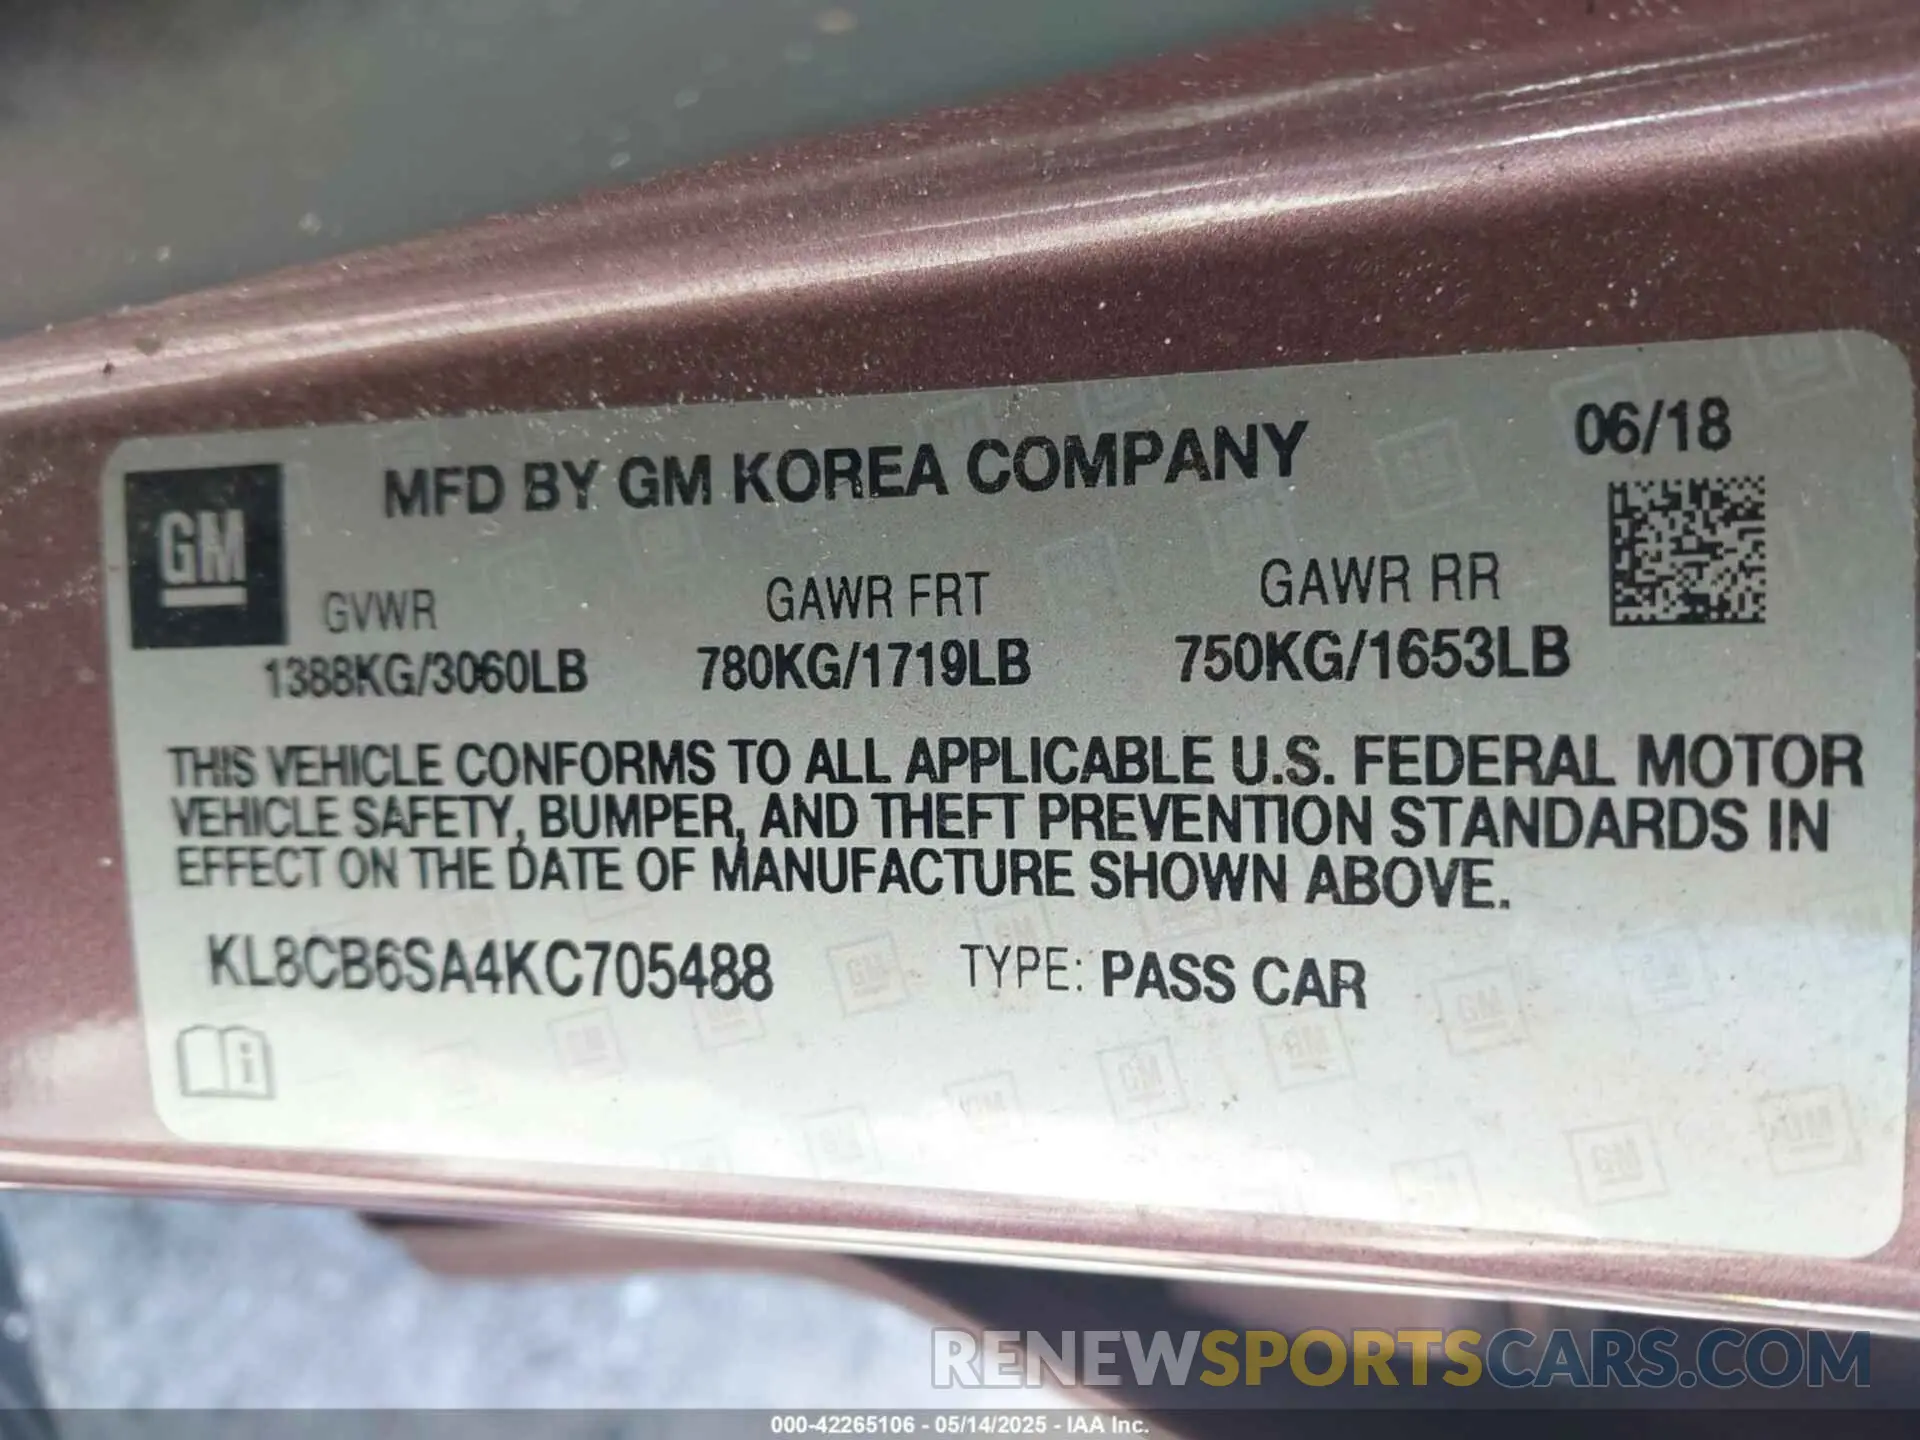 MFD BY GM KOREA COMPANY
06/18
GM
GVWR
GAWR FRT
GAWR RR
1388KG/3060LB
780KG/1719LB
750KG/1653LB
THIS VEHICLE CONFORMS TO ALL APPLICABLE U.S. FEDERAL MOTOR
VEHICLE SAFETY, BUMPER, AND THEFT PREVENTION STANDARDS IN
EFFECT ON THE DATE OF MANUFACTURE SHOWN ABOVE.
KL8CB6SA4KC705488
TYPE: PASS CAR
RENEWSPORTSCARS.COM
000-42265106 - 05/14/2025 - IAA Inc.